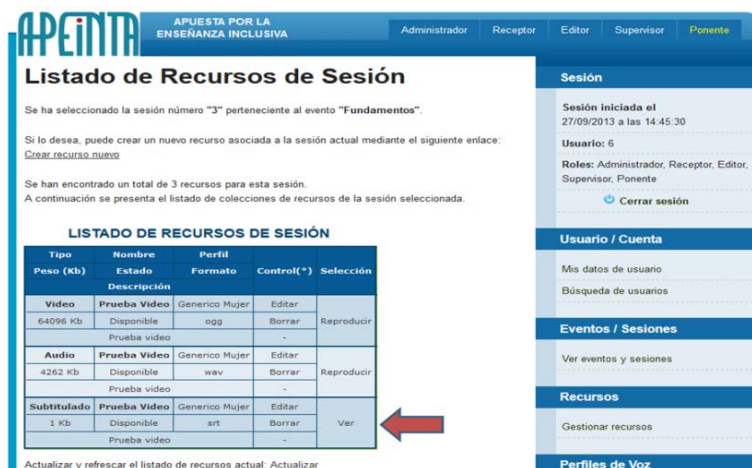 APEINTA
APUESTA POR LA
ENSEÑANZA INCLUSIVA
Administrador Receptor Editor Supervisor Ponente
Listado de Recursos de Sesión
Se ha seleccionado la sesión número "3" perteneciente al evento "Fundamentos".
Si lo desea, puede crear un nuevo recurso asociada a la sesión actual mediante el siguiente enlace:
Crear recurso nuevo
Se han encontrado un total de 3 recursos para esta sesión.
A continuación se presenta el listado de colecciones de recursos de la sesión seleccionada.
LISTADO DE RECURSOS DE SESIÓN
Tipo Nombre Perfil
Peso (Kb) Estado Formato Control(*) Selección
Descripción
Video Prueba Video Generico Mujer Editar
64096 Kb Disponible ogg Borrar Reproducir
Prueba video -
Audio Prueba Video Generico Mujer Editar
4262 Kb Disponible wav Borrar Reproducir
Prueba video -
Subtitulado Prueba Video Generico Mujer Editar
1 Kb Disponible srt Borrar Ver
Prueba video -
Actualizar y refrescar el listado de recursos actual: Actualizar
Sesión
Sesión iniciada el
27/09/2013 a las 14:45:30
Usuario: 6
Roles: Administrador, Receptor, Editor,
Supervisor, Ponente
Cerrar sesión
Usuario / Cuenta
Mis datos de usuario
Búsqueda de usuarios
Eventos / Sesiones
Ver eventos y sesiones
Recursos
Gestionar recursos
Perfiles de Voz